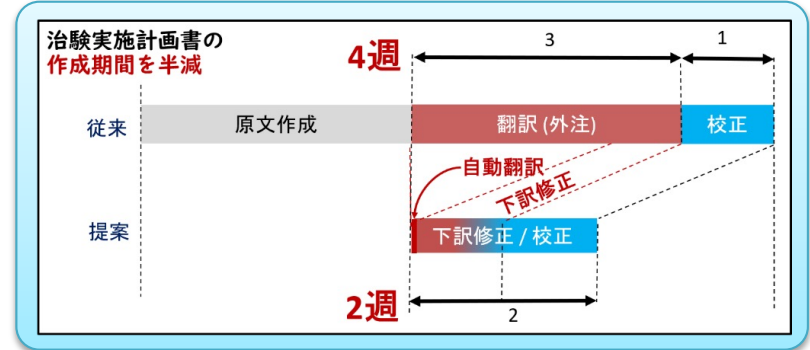 治験実施計画書の
作成期間を半減
4週
3
1
従来
原文作成
翻訳 (外注)
校正
自動翻訳
下訳修正
提案
下訳修正 / 校正
2週
2